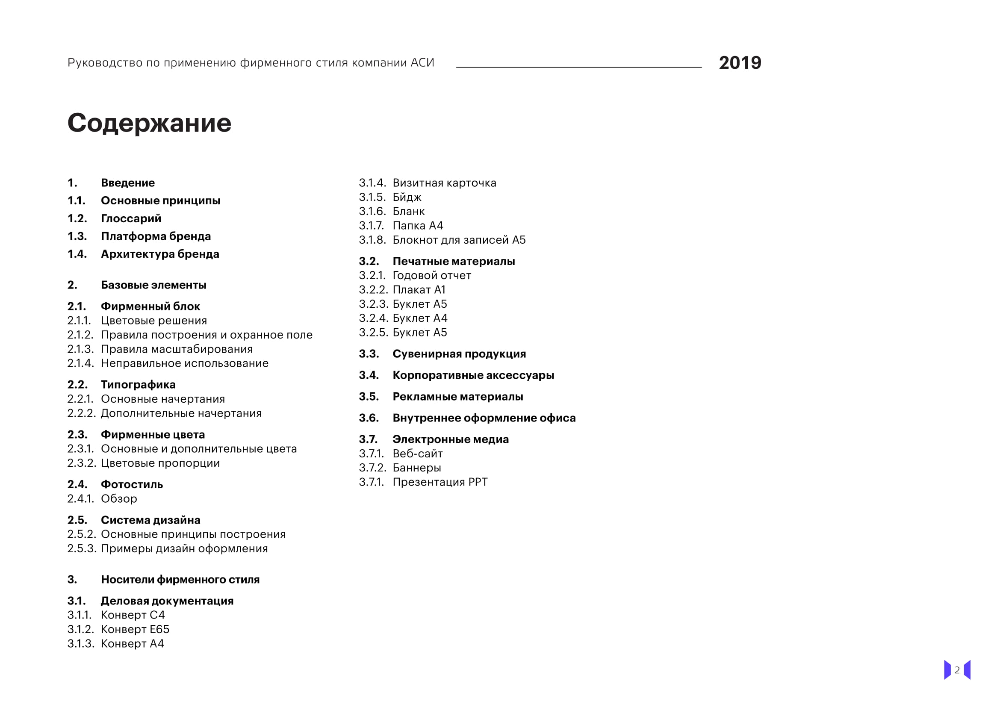 Руководство по применению фирменного стиля компании АСИ 2019
Содержание
1. Введение
1.1. Основные принципы
1.2. Глоссарий
1.3. Платформа бренда
1.4. Архитектура бренда
2. Базовые элементы
2.1. Фирменный блок
2.1.1. Цветовые решения
2.1.2. Правила построения и охранное поле
2.1.3. Правила масштабирования
2.1.4. Неправильное использование
2.2. Типографика
2.2.1. Основные начертания
2.2.2. Дополнительные начертания
2.3. Фирменные цвета
2.3.1. Основные и дополнительные цвета
2.3.2. Цветовые пропорции
2.4. Фотостиль
2.4.1. Обзор
2.5. Система дизайна
2.5.2. Основные принципы построения
2.5.3. Примеры дизайн оформления
3. Носители фирменного стиля
3.1. Деловая документация
3.1.1. Конверт С4
3.1.2. Конверт Е65
3.1.3. Конверт А4
3.1.4. Визитная карточка
3.1.5. Бйдж
3.1.6. Бланк
3.1.7. Папка А4
3.1.8. Блокнот для записей А5
3.2. Печатные материалы
3.2.1. Годовой отчет
3.2.2. Плакат А1
3.2.3. Буклет А5
3.2.4. Буклет А4
3.2.5. Буклет А5
3.3. Сувенирная продукция
3.4. Корпоративные аксессуары
3.5. Рекламные материалы
3.6. Внутреннее оформление офиса
3.7. Электронные медиа
3.7.1. Веб-сайт
3.7.2. Баннеры
3.7.1. Презентация PPT
2